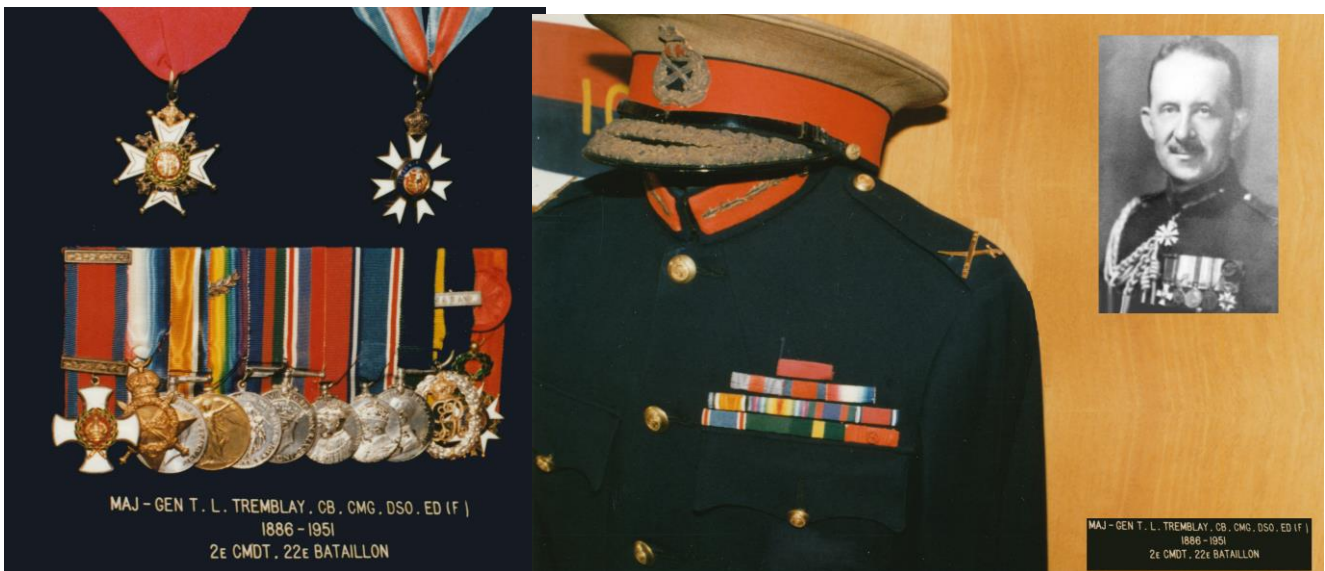 MAJ-GEN T. L. TREMBLAY, CB, CMG, DSO, ED (F)
1886-1951
2E CMDT, 22E BATAILLON
MAJ-GEN T. L. TREMBLAY, CB, CMG, DSO, ED (F)
1886-1951
2E CMDT, 22E BATAILLON